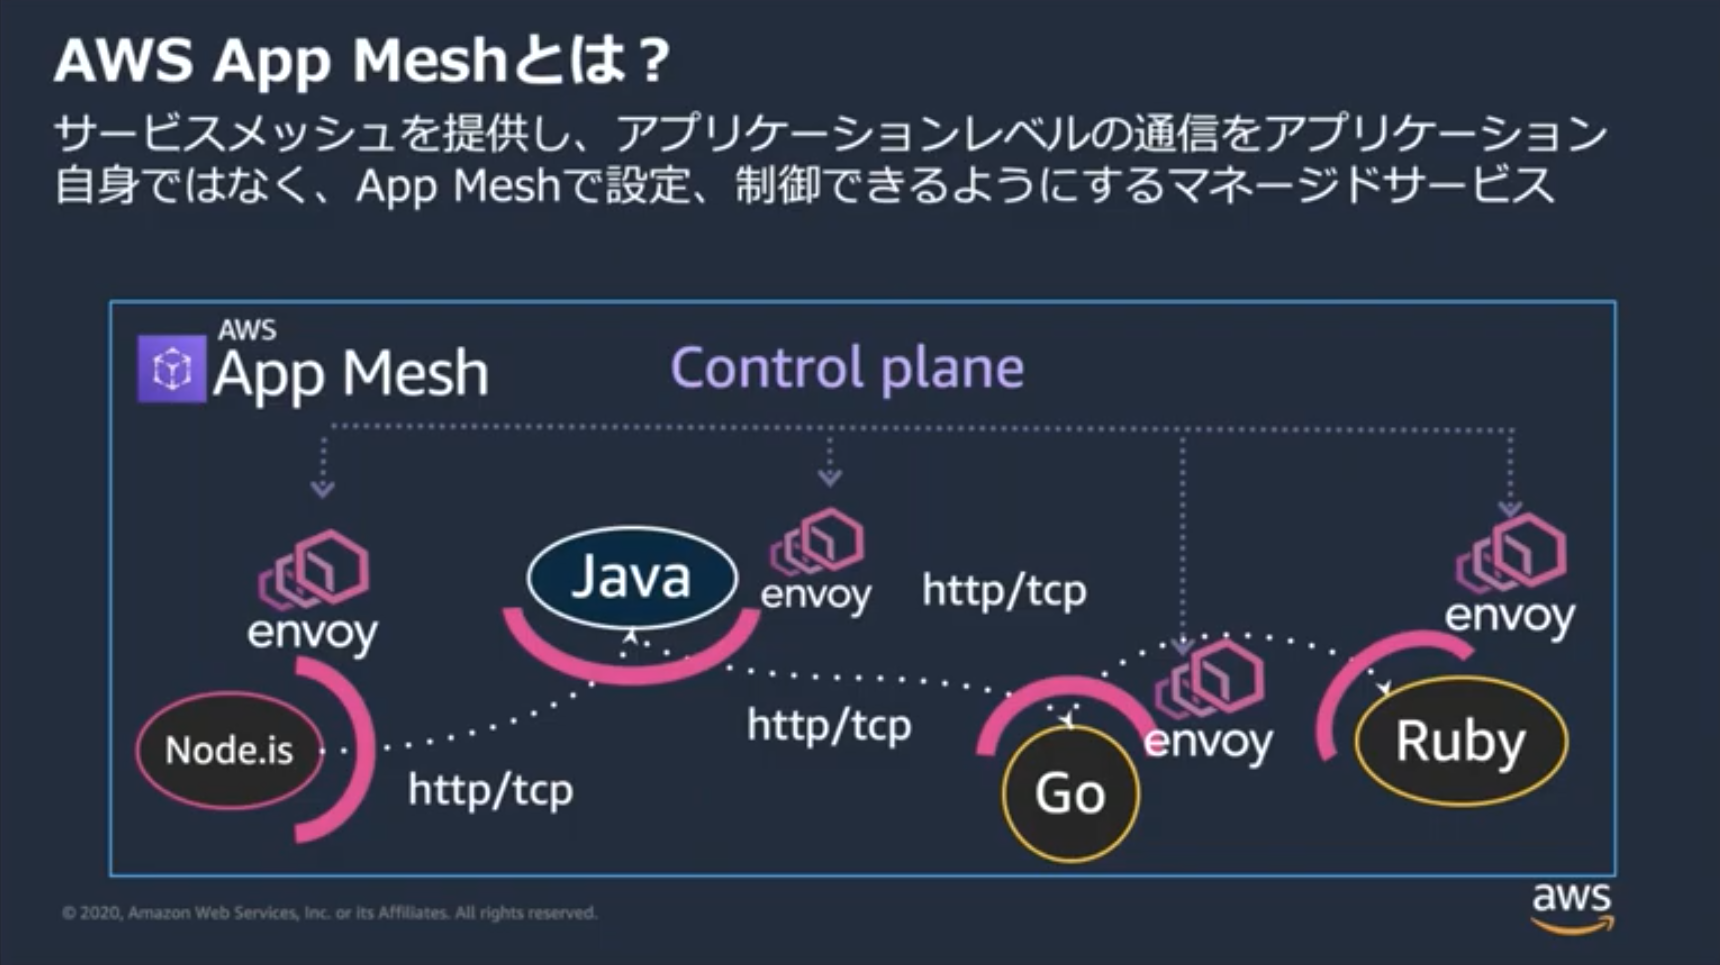 AWS App Meshとは？
サービスメッシュを提供し、アプリケーションレベルの通信をアプリケーション
自身ではなく、App Meshで設定、制御できるようにするマネージドサービス
AWS
App Mesh
Control plane
envoy
Java
envoy
http/tcp
envoy
Node.js
http/tcp
http/tcp
Go
envoy
Ruby
© 2020, Amazon Web Services, Inc. or its Affiliates. All rights reserved.
aws